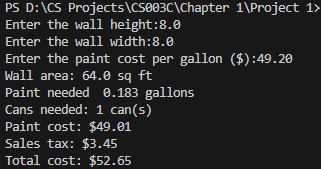 PS D:\CS Projects\CS003C\Chapter 1\Project 1>
Enter the wall height:8.0
Enter the wall width:8.0
Enter the paint cost per gallon ($):49.20
Wall area: 64.0 sq ft
Paint needed  0.183 gallons
Cans needed: 1 can(s)
Paint cost: $49.01
Sales tax: $3.45
Total cost: $52.65